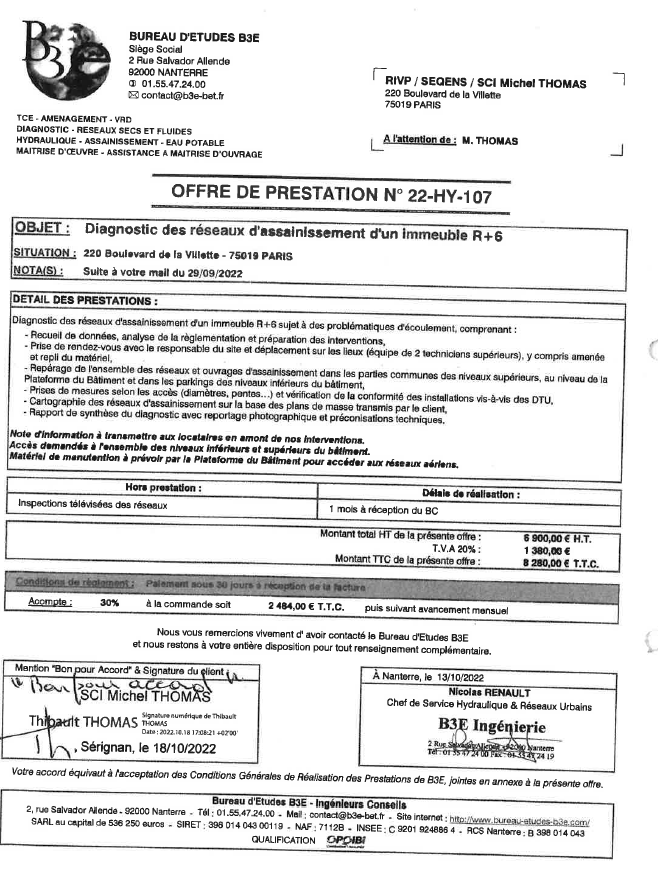 B3e
BUREAU D'ETUDES B3E
Siège Social
2 Rue Salvador Allende
92000 NANTERRE
✆ 01.55.47.24.00
✉ contact@b3e-bet.fr
RIVP / SEQENS / SCI Michel THOMAS
220 Boulevard de la Villette
75019 PARIS
TCE - AMENAGEMENT - VRD
DIAGNOSTIC - RESEAUX SECS ET FLUIDES
HYDRAULIQUE - ASSAINISSEMENT - EAU POTABLE
MAITRISE D'ŒUVRE - ASSISTANCE A MAITRISE D'OUVRAGE
A l'attention de : M. THOMAS
OFFRE DE PRESTATION N° 22-HY-107
OBJET : Diagnostic des réseaux d'assainissement d'un immeuble R+6
SITUATION : 220 Boulevard de la Villette - 75019 PARIS
NOTA(S) : Suite à votre mail du 29/09/2022
DETAIL DES PRESTATIONS :
Diagnostic des réseaux d'assainissement d'un immeuble R+6 sujet à des problématiques d'écoulement, comprenant :
- Recueil de données, analyse de la règlementation et préparation des interventions,
- Prise de rendez-vous avec le responsable du site et déplacement sur les lieux (équipe de 2 techniciens supérieurs), y compris amenée
et repli du matériel,
- Repérage de l'ensemble des réseaux et ouvrages d'assainissement dans les parties communes des niveaux supérieurs, au niveau de la
Plateforme du Bâtiment et dans les parkings des niveaux inférieurs du bâtiment,
- Prises de mesures selon les accès (diamètres, pentes...) et vérification de la conformité des installations vis-à-vis des DTU,
- Cartographie des réseaux d'assainissement sur la base des plans de masse transmis par le client,
- Rapport de synthèse du diagnostic avec reportage photographique et préconisations techniques.
Note d'information à transmettre aux locataires en amont de nos interventions.
Accès demandés à l'ensemble des niveaux inférieurs et supérieurs du bâtiment.
Matériel de manutention à prévoir par la Plateforme du Bâtiment pour accéder aux réseaux aériens.
Hors prestation : Délais de réalisation :
Inspections télévisées des réseaux 1 mois à réception du BC
Montant total HT de la présente offre : 6 900,00 € H.T.
T.V.A 20% : 1 380,00 €
Montant TTC de la présente offre : 8 280,00 € T.T.C.
Conditions de règlement : Paiement sous 30 jours à réception de la facture
Acompte : 30% à la commande soit 2 484,00 € T.T.C. puis suivant avancement mensuel
Nous vous remercions vivement d' avoir contacté le Bureau d'Etudes B3E
et nous restons à votre entière disposition pour tout renseignement complémentaire.
Mention "Bon pour Accord" & Signature du client
"Bon pour accord"
SCI Michel THOMAS
Thibault THOMAS
Signature numérique de Thibault
THOMAS
Date : 2022.10.18 17:08:21 +02'00'
, Sérignan, le 18/10/2022
À Nanterre, le 13/10/2022
Nicolas RENAULT
Chef de Service Hydraulique & Réseaux Urbains
B3E Ingénierie
2 Rue Salvador Allende - 92000 Nanterre
Tél : 01 55 47 24 00 Fax : 01 55 47 24 19
Votre accord équivaut à l'acceptation des Conditions Générales de Réalisation des Prestations de B3E, jointes en annexe à la présente offre.
Bureau d'Etudes B3E - Ingénieurs Conseils
2, rue Salvador Allende - 92000 Nanterre - Tél : 01.55.47.24.00 - Mail : contact@b3e-bet.fr - Site internet : http://www.bureau-etudes-b3e.com/
SARL au capital de 536 250 euros - SIRET : 398 014 043 00119 - NAF : 7112B - INSEE : C 9201 924886 4 - RCS Nanterre : B 398 014 043
QUALIFICATION OPQIBI